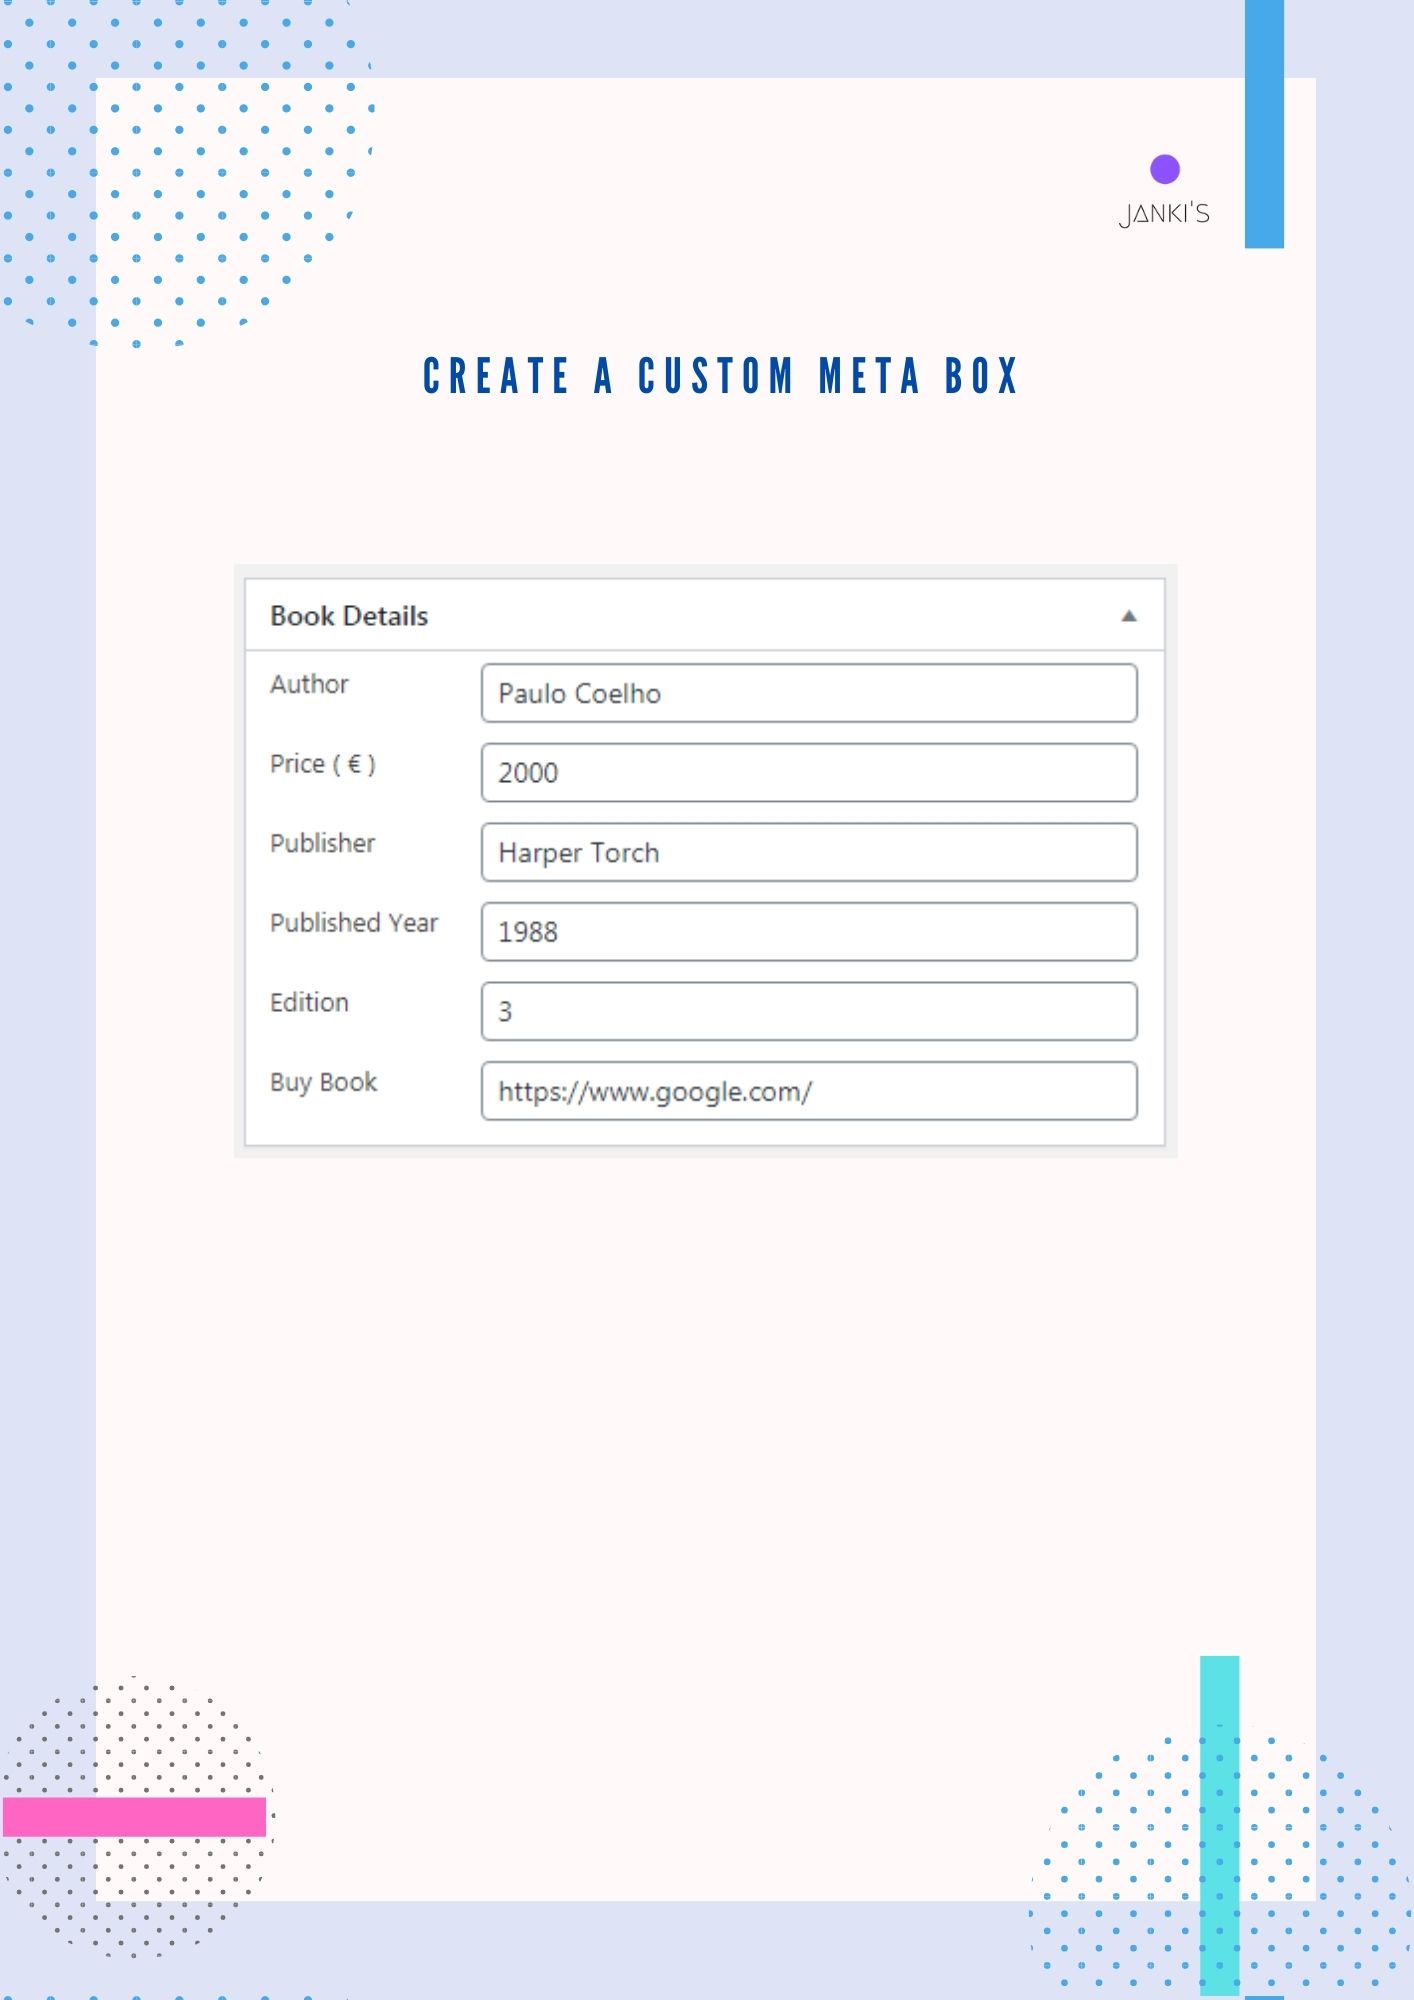 JANKI'S
CREATE A CUSTOM META BOX
Book Details
Author Paulo Coelho
Price ( € ) 2000
Publisher Harper Torch
Published Year 1988
Edition 3
Buy Book https://www.google.com/